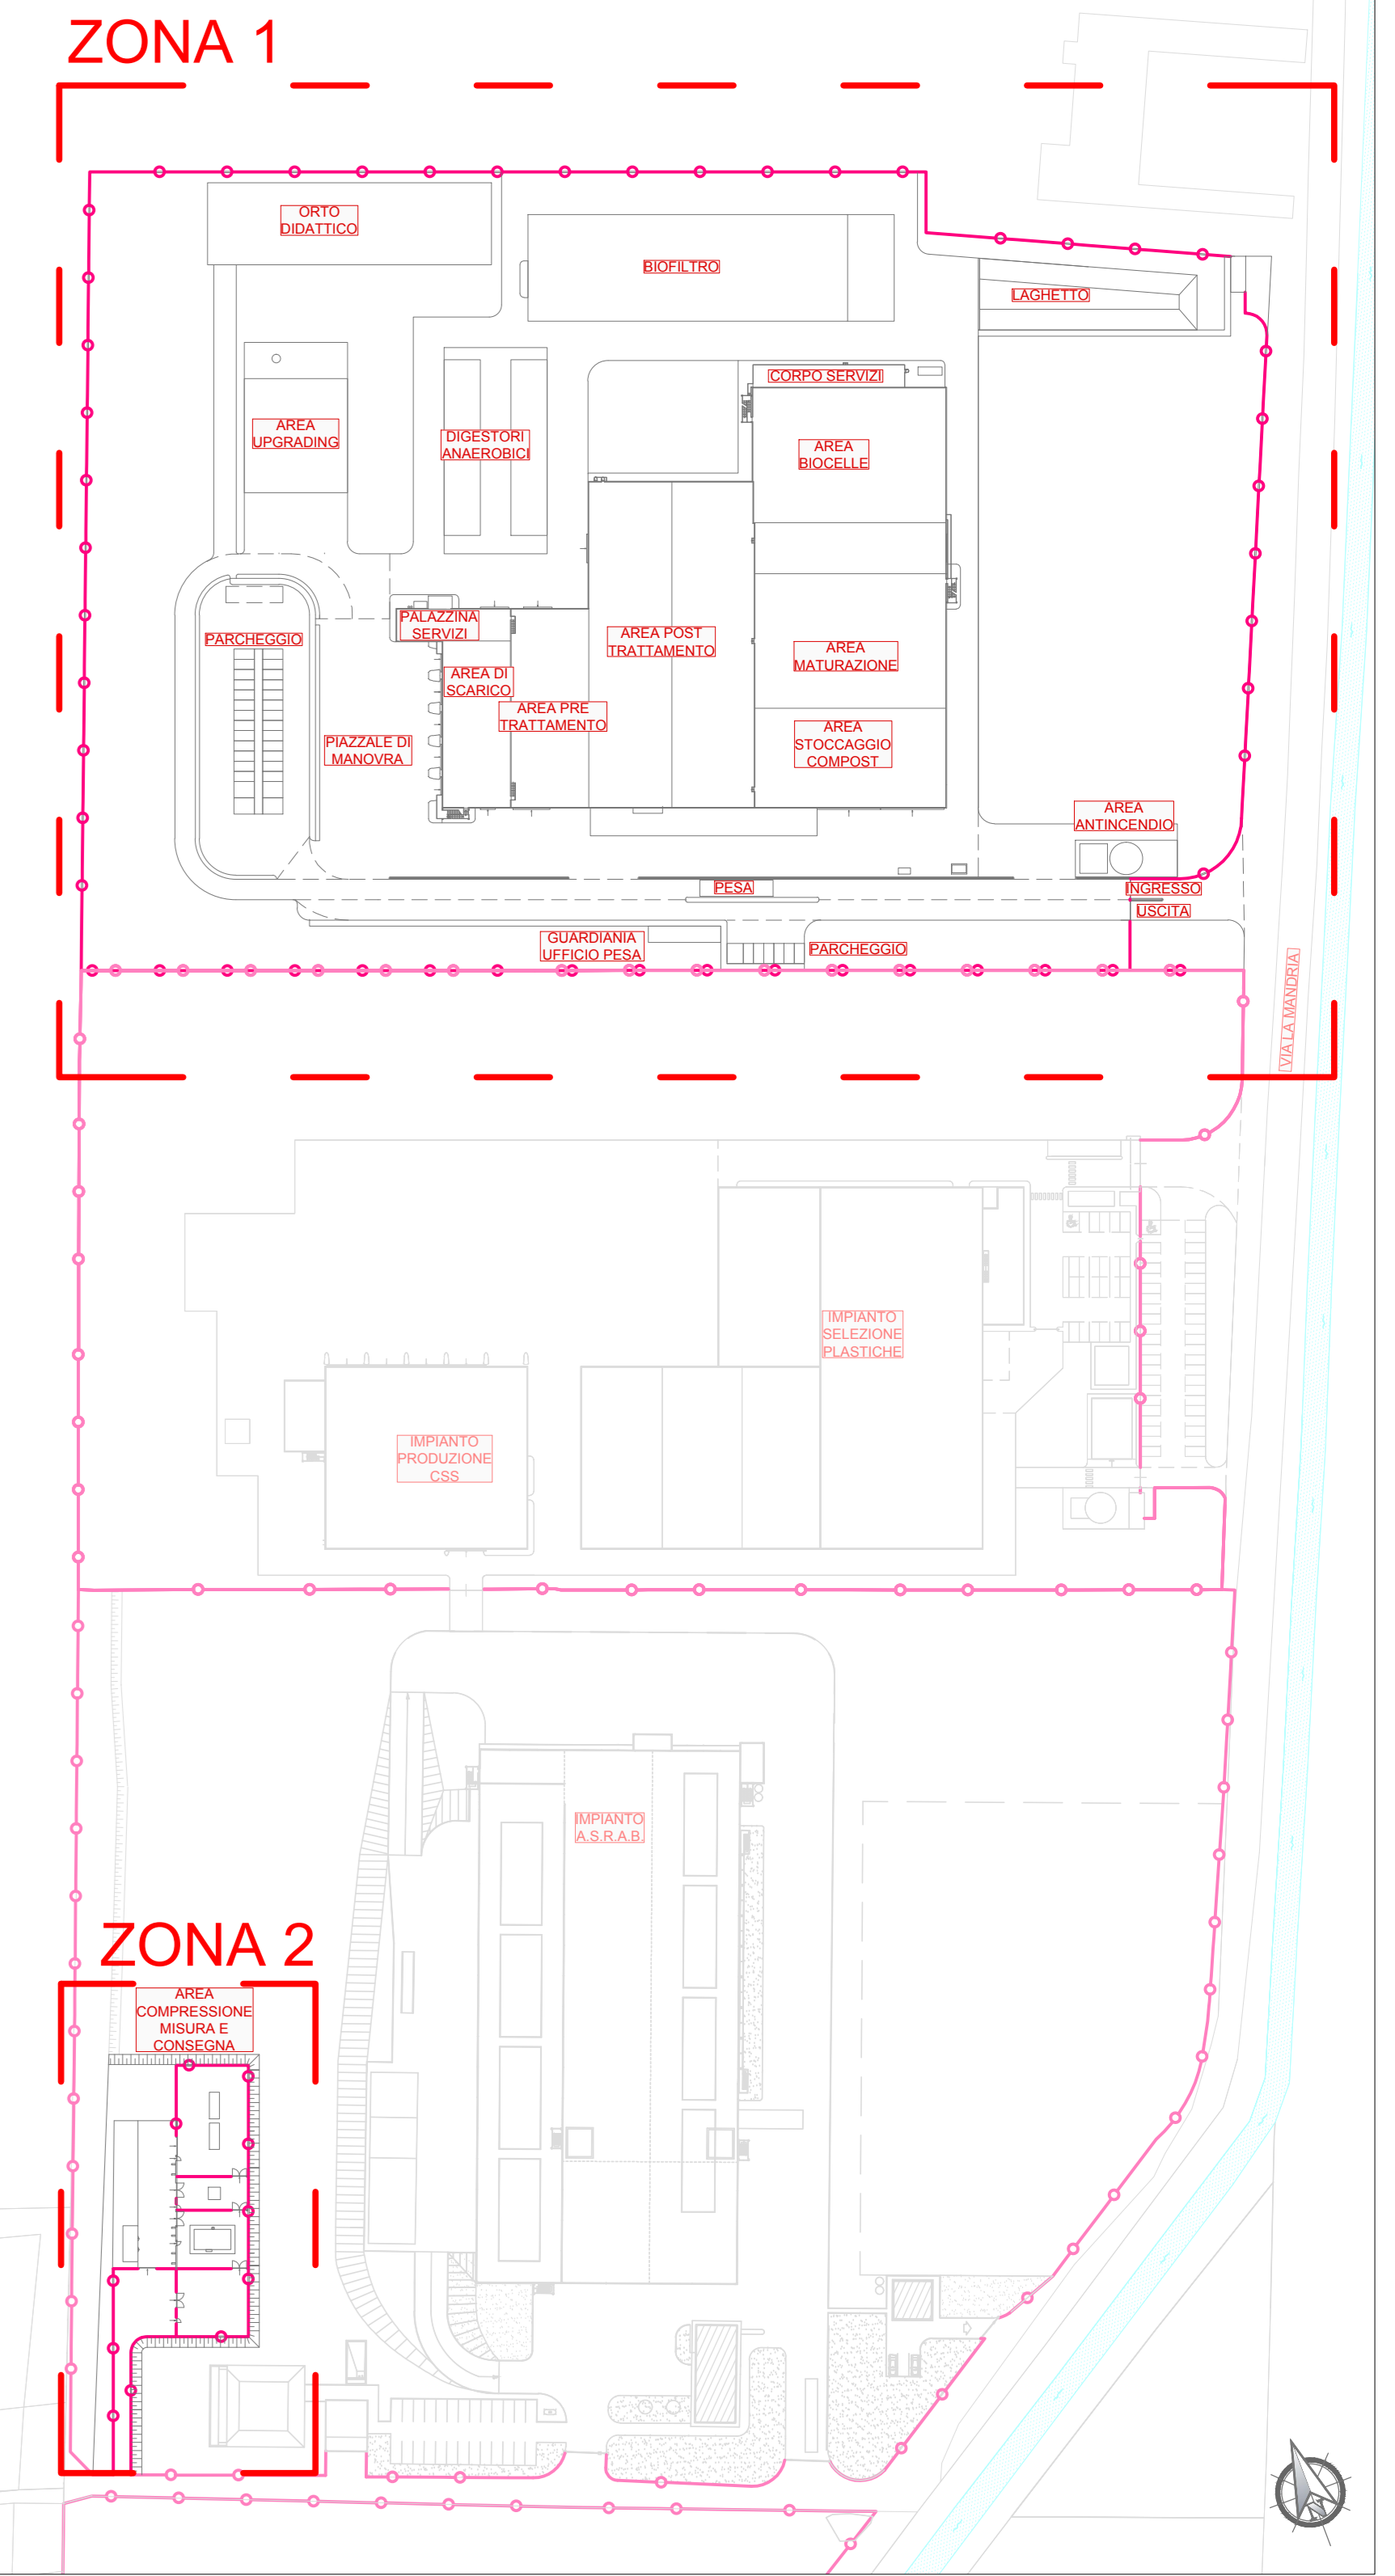 ZONA 1
ORTO
DIDATTICO
BIOFILTRO
LAGHETTO
CORPO SERVIZI
AREA
UPGRADING
DIGESTORI
ANAEROBICI
AREA
BIOCELLE
PALAZZINA
SERVIZI
PARCHEGGIO
AREA POST
TRATTAMENTO
AREA
MATURAZIONE
AREA DI
SCARICO
AREA PRE
TRATTAMENTO
PIAZZALE DI
MANOVRA
AREA
STOCCAGGIO
COMPOST
AREA
ANTINCENDIO
PESA
INGRESSO
USCITA
GUARDIANIA
UFFICIO PESA
PARCHEGGIO
VIA LA MANDRIA
IMPIANTO
SELEZIONE
PLASTICHE
IMPIANTO
PRODUZIONE
CSS
IMPIANTO
A.S.R.A.B.
ZONA 2
AREA
COMPRESSIONE
MISURA E
CONSEGNA
N